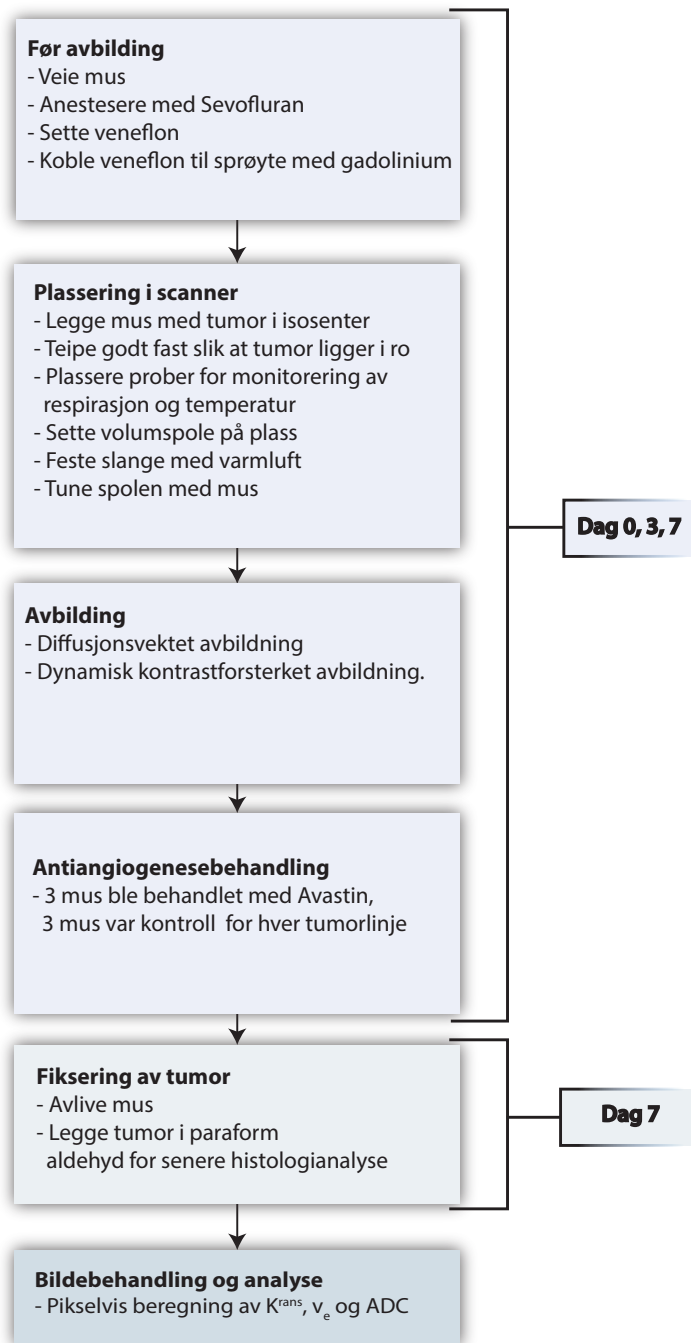 Før avbilding
- Veie mus
- Anestesere med Sevofluran
- Sette veneflon
- Koble veneflon til sprøyte med gadolinium
Plassering i scanner
- Legge mus med tumor i isosenter
- Teipe godt fast slik at tumor ligger i ro
- Plassere prober for monitorering av
respirasjon og temperatur
- Sette volumspole på plass
- Feste slange med varmluft
- Tune spolen med mus
Dag 0, 3, 7
Avbilding
- Diffusjonsvektet avbildning
- Dynamisk kontrastforsterket avbildning.
Antiangiogenesebehandling
- 3 mus ble behandlet med Avastin,
3 mus var kontroll for hver tumorlinje
Fiksering av tumor
- Avlive mus
- Legge tumor i paraform
aldehyd for senere histologianalyse
Dag 7
Bildebehandling og analyse
- Pikselvis beregning av K^rans, v_e og ADC